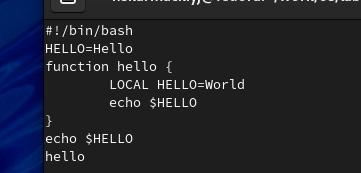 #!/bin/bash
HELLO=Hello
function hello {
        LOCAL HELLO=World
        echo $HELLO
}
echo $HELLO
hello